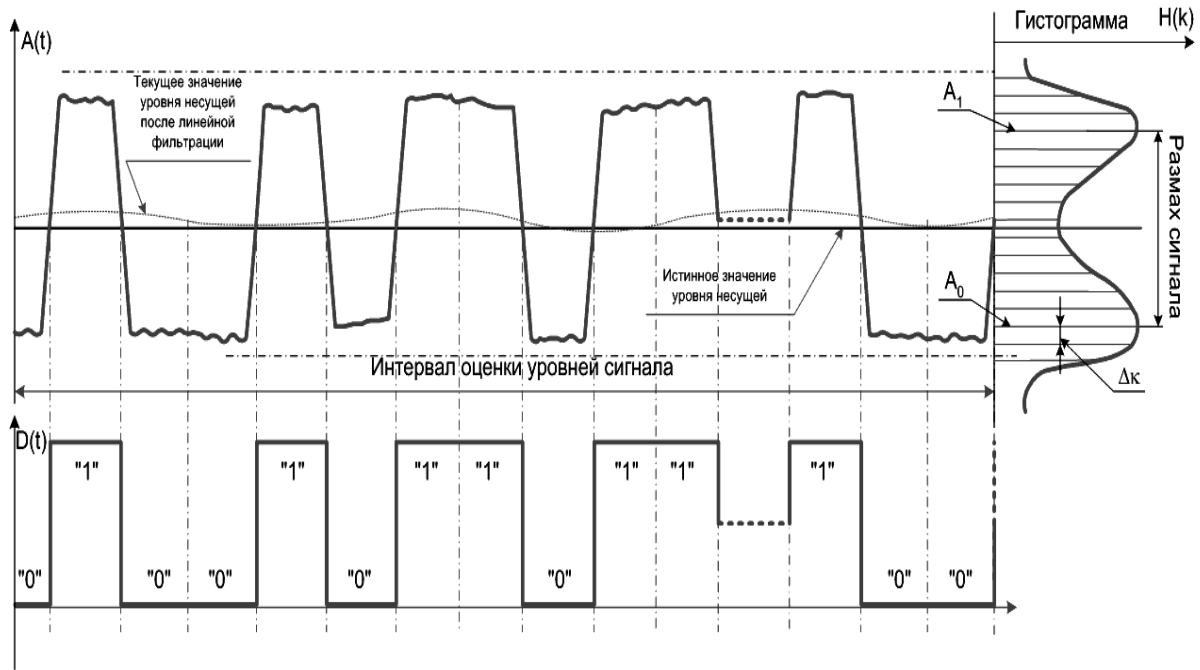 A(t)
Гистограмма
H(k)
Текущее значение
уровня несущей
после линейной
фильтрации
A1
Размах сигнала
Истинное значение
уровня несущей
A0
Интервал оценки уровней сигнала
Δκ
D(t)
"1" "1" "1" "1" "1" "1" "1"
"0" "0" "0" "0" "0" "0" "0"